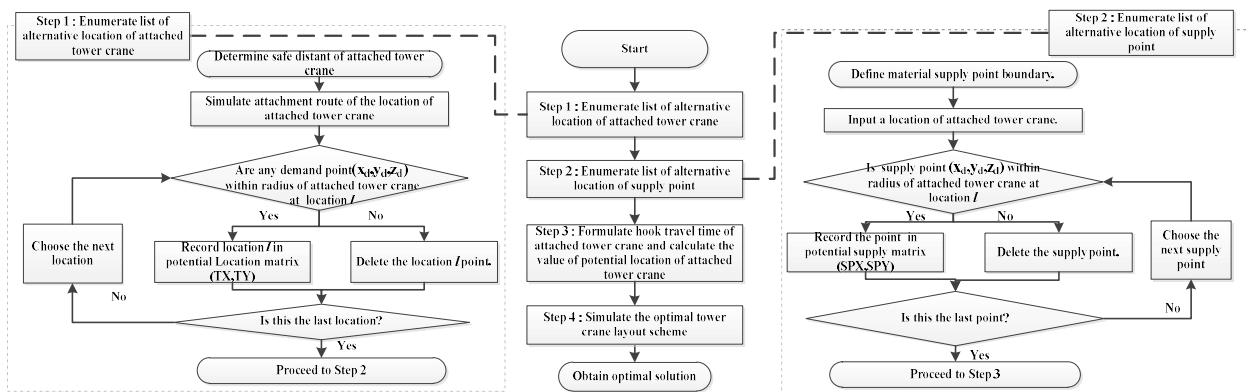 Step 1 : Enumerate list of
alternative location of attached
tower crane
Determine safe distant of attached tower
crane
Simulate attachment route of the location of
attached tower crane
Are any demand point(xd,yd,zd)
within radius of attached tower crane
at location l
Yes
No
Choose the next
location
Record location l in
potential Location matrix
(TX,TY)
Delete the location l point.
No
Is this the last location?
Yes
Proceed to Step 2
Start
Step 1 : Enumerate list of alternative
location of attached tower crane
Step 2 : Enumerate list of alternative
location of supply point
Step 3 : Formulate hook travel time of
attached tower crane and calculate the
value of potential location of attached
tower crane
Step 4 : Simulate the optimal tower
crane layout scheme
Obtain optimal solution
Step 2 : Enumerate list of
alternative location of supply
point
Define material supply point boundary.
Input a location of attached tower crane.
Is supply point (xd,yd,zd) within
radius of attached tower crane at
location l
Yes
No
Record the point in
potential supply matrix
(SPX,SPY)
Delete the supply point.
Choose the
next supply
point
Is this the last point?
No
Yes
Proceed to Step 3